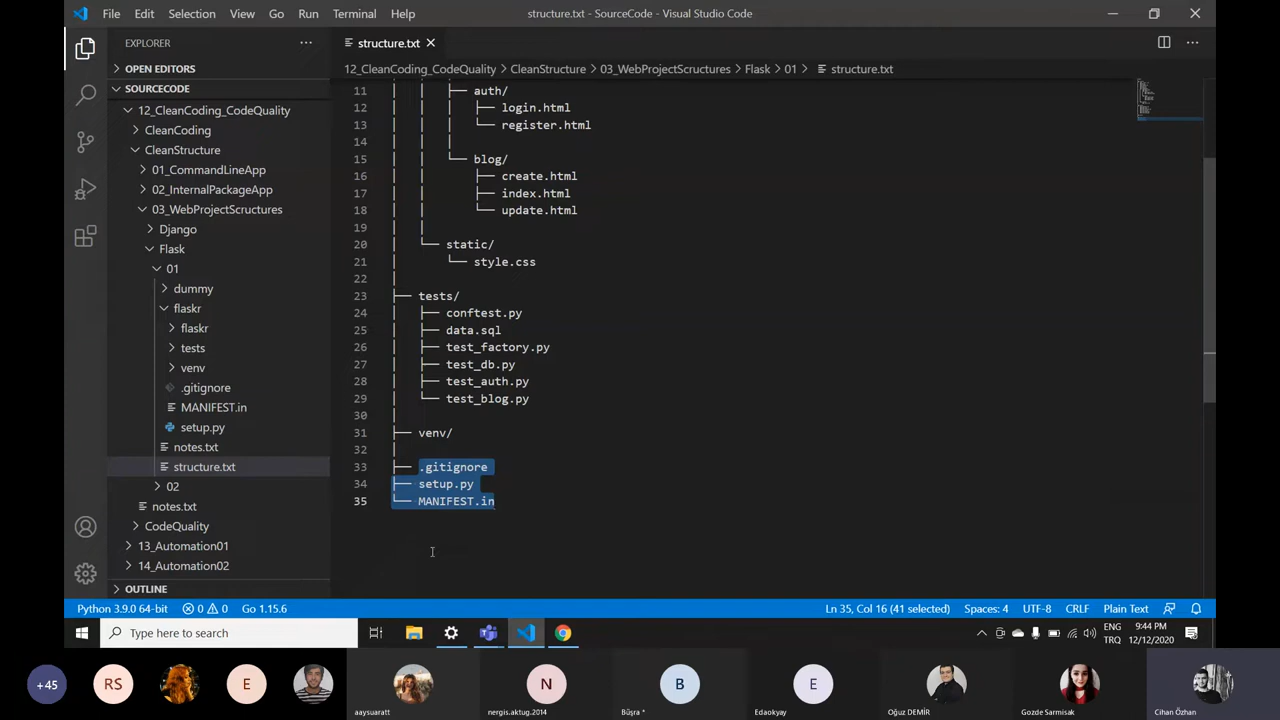 File Edit Selection View Go Run Terminal Help
structure.txt - SourceCode - Visual Studio Code
EXPLORER
OPEN EDITORS
SOURCECODE
12_CleanCoding_CodeQuality
CleanCoding
CleanStructure
01_CommandLineApp
02_InternalPackageApp
03_WebProjectScructures
Django
Flask
01
dummy
flaskr
flaskr
tests
venv
.gitignore
MANIFEST.in
setup.py
notes.txt
structure.txt
02
notes.txt
CodeQuality
13_Automation01
14_Automation02
OUTLINE
structure.txt
12_CleanCoding_CodeQuality > CleanStructure > 03_WebProjectScructures > Flask > 01 > structure.txt
11 │ │ ├── auth/
12 │ │ │ ├── login.html
13 │ │ │ └── register.html
14 │ │ │
15 │ │ └── blog/
16 │ │ ├── create.html
17 │ │ ├── index.html
18 │ │ └── update.html
19 │ │
20 │ └── static/
21 │ └── style.css
22 │
23 ├── tests/
24 │ ├── conftest.py
25 │ ├── data.sql
26 │ ├── test_factory.py
27 │ ├── test_db.py
28 │ ├── test_auth.py
29 │ └── test_blog.py
30 │
31 ├── venv/
32 │
33 ├── .gitignore
34 ├── setup.py
35 └── MANIFEST.in
Python 3.9.0 64-bit 0 0 Go 1.15.6
Ln 35, Col 16 (41 selected) Spaces: 4 UTF-8 CRLF Plain Text
Type here to search
ENG
TRQ
9:44 PM
12/12/2020
+45
RS
E
aaysuaratt
N
nergis.aktug.2014
B
Büşra *
E
Edaokyay
Oğuz DEMİR
Gozde Sarmisak
Cihan Özhan